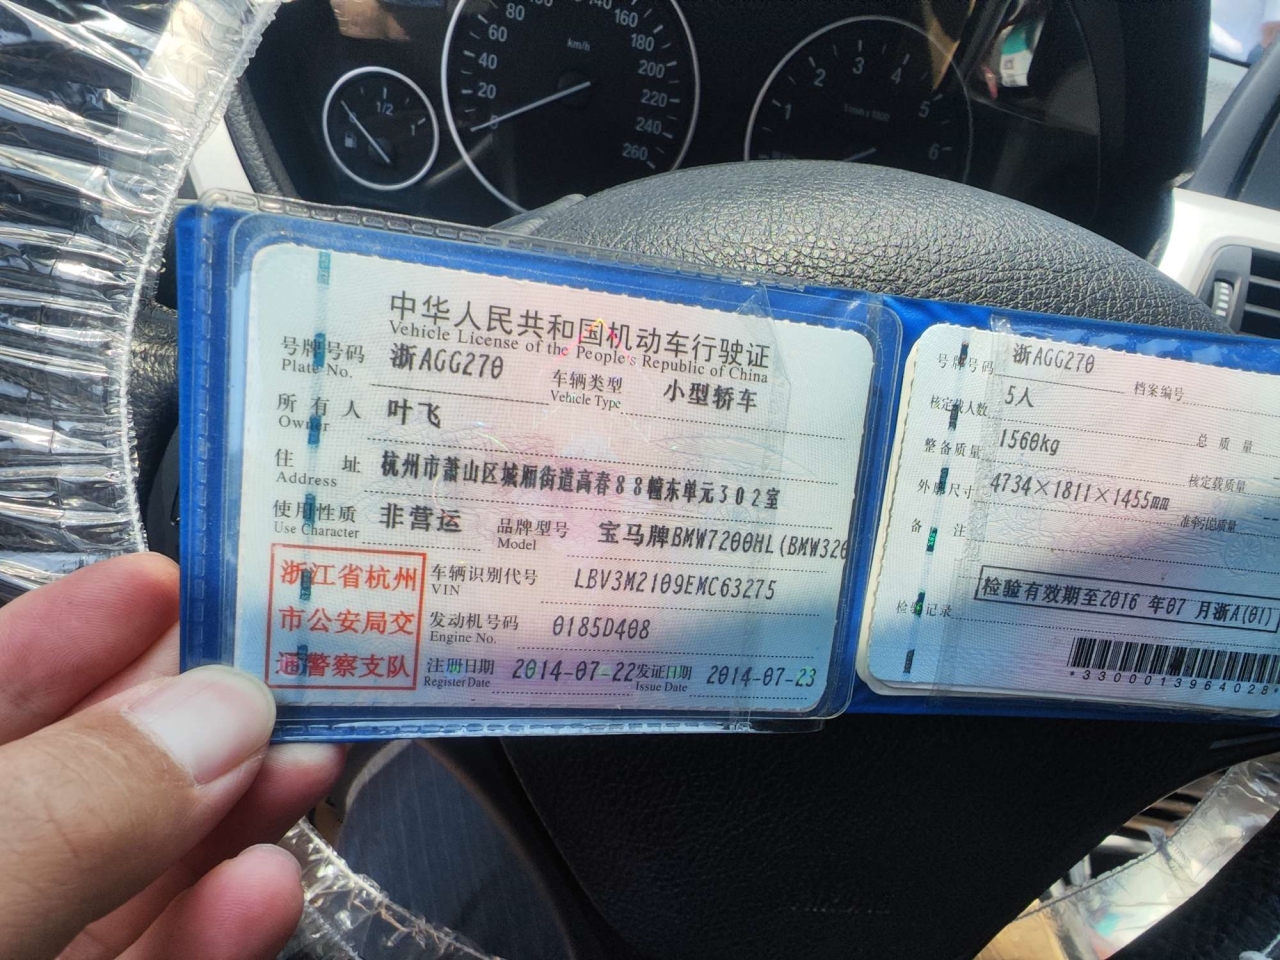 80
60
40
20
5
km/h
140
160
180
200
220
240
260
1/2
1
1
2
3
4
5
6
中华人民共和国机动车行驶证
Vehicle License of the People's Republic of China
号牌号码 浙AGG270 车辆类型 小型轿车
Plate No. Vehicle Type
所有人 叶飞
Owner
住址 杭州市萧山区城厢街道高春88幢东单元302室
Address
使用性质 非营运 品牌型号 宝马牌BMW7200HL(BMW320
Use Character Model
浙江省杭州
市公安局交
通警察支队
车辆识别代号 LBV3M2109EMC63275
VIN
发动机号码 0185D408
Engine No.
注册日期 2014-07-22 发证日期 2014-07-23
Register Date Issue Date
号牌号码 浙AGG270 档案编号
核定载人数 5人 总质量
整备质量 1560kg 核定载质量
外廓尺寸 4734×1811×1455mm 准牵引总质量
备注
检验记录 检验有效期至2016年07月浙A(01)
*3300013964028*